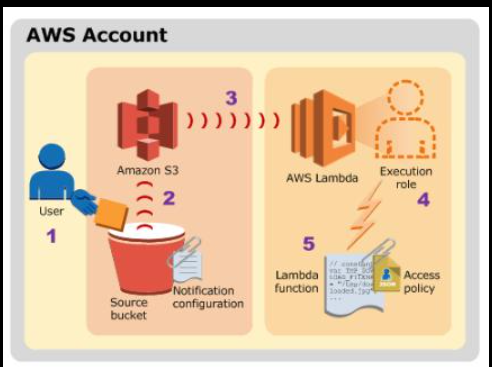 AWS Account
3
Amazon S3
AWS Lambda
Execution
role
2
4
User
1
5
Lambda
function
Access
policy
JSON
Source
bucket
Notification
configuration